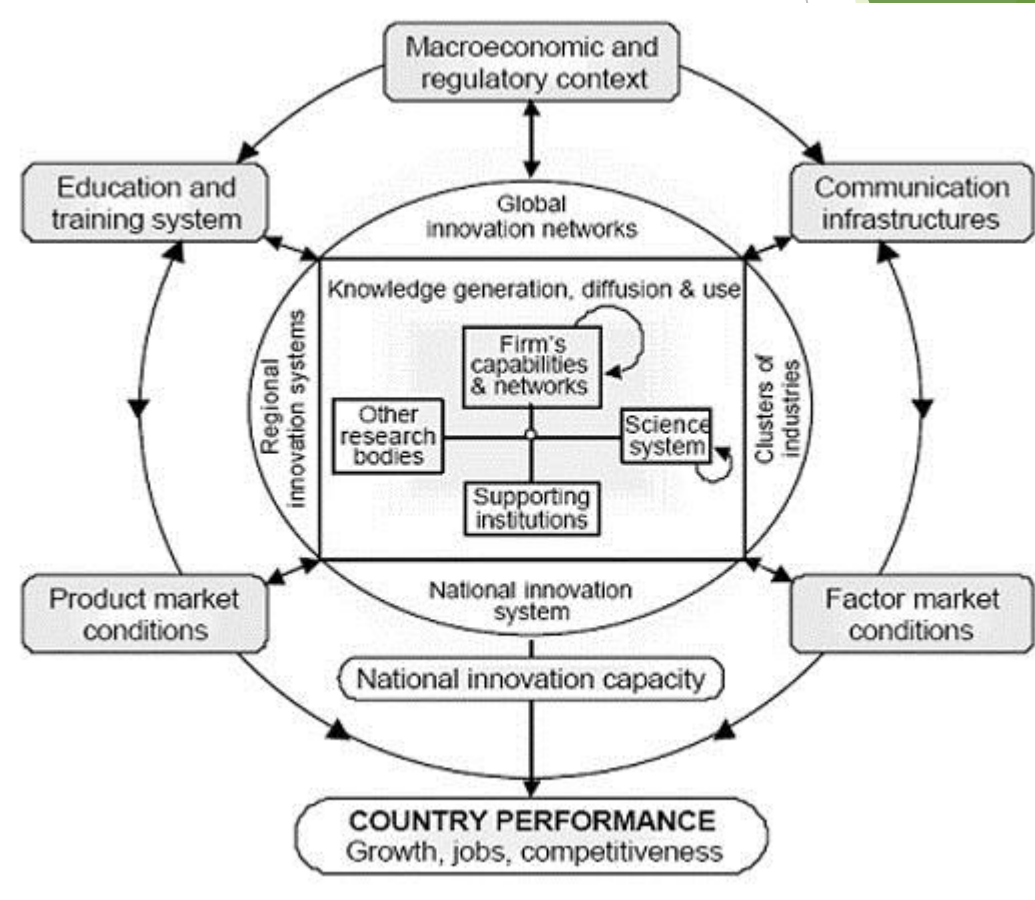 Macroeconomic and
regulatory context
Education and
training system
Communication
infrastructures
Global
innovation networks
Knowledge generation, diffusion & use
Regional
innovation systems
Firm's
capabilities
& networks
Other
research
bodies
Science
system
Supporting
institutions
Clusters of
industries
National innovation
system
Product market
conditions
Factor market
conditions
National innovation capacity
COUNTRY PERFORMANCE
Growth, jobs, competitiveness